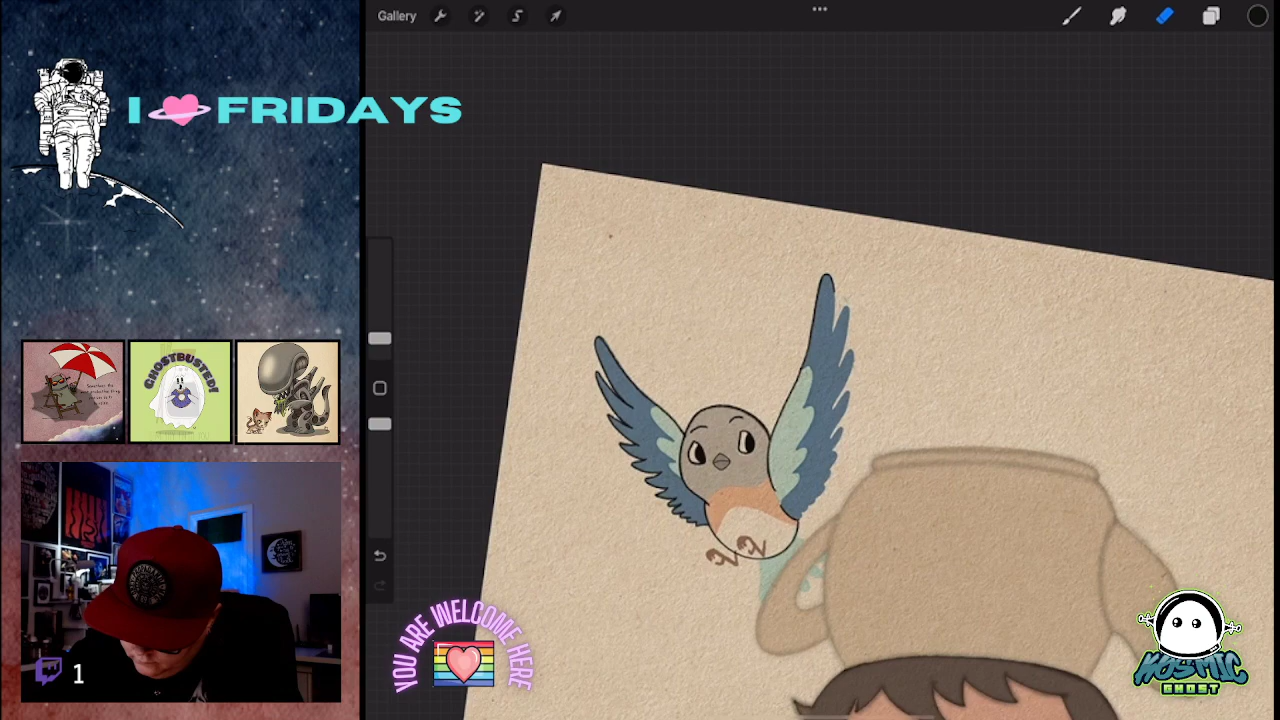 Gallery
I FRIDAYS
GHOSTBUSTED!
YOU ARE WELCOME HERE
1
KOSMIC
GHOST